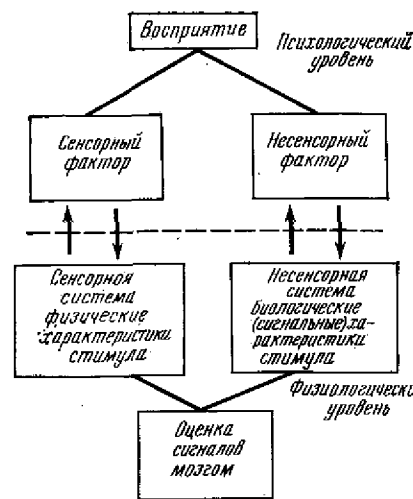 Восприятие
Психологический
уровень
Сенсорный
фактор
Несенсорный
фактор
Сенсорная
система
физические
характеристики
стимула
Несенсорная
система
биологические
(сигнальные) ха-
рактеристики
стимула
Физиологический
уровень
Оценка
сигналов
мозгом